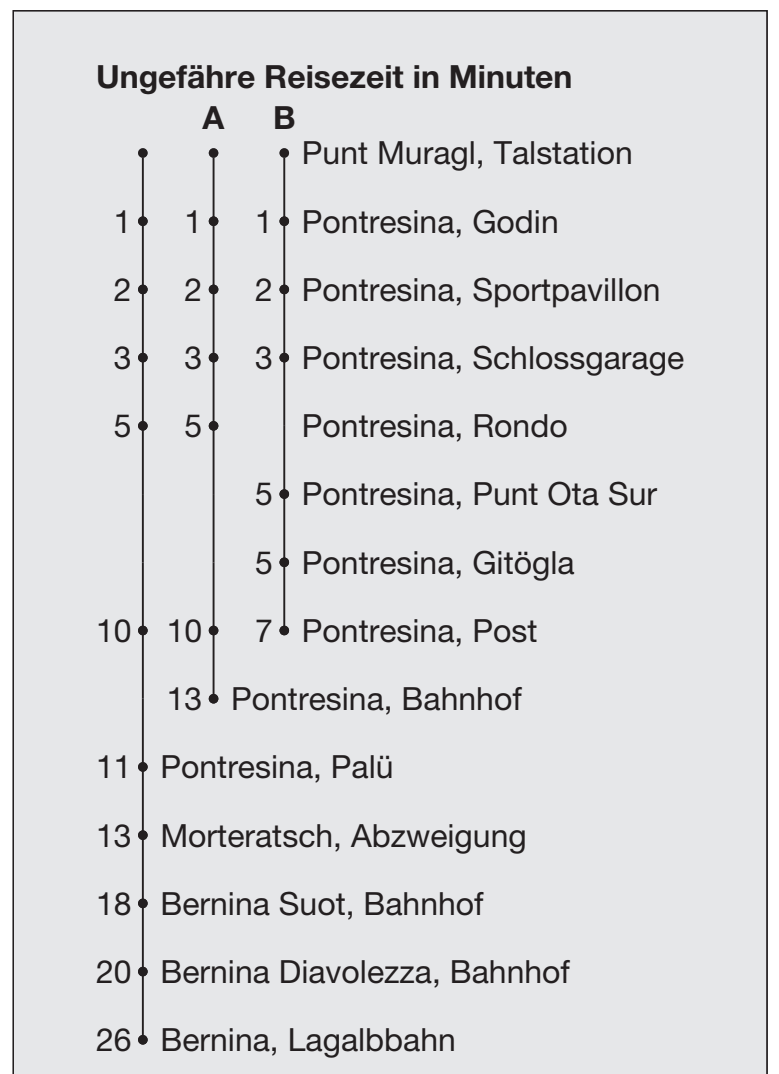 Ungefähre Reisezeit in Minuten
A B
Punt Muragl, Talstation
1 1 1 Pontresina, Godin
2 2 2 Pontresina, Sportpavillon
3 3 3 Pontresina, Schlossgarage
5 5 Pontresina, Rondo
5 Pontresina, Punt Ota Sur
5 Pontresina, Gitögla
10 10 7 Pontresina, Post
13 Pontresina, Bahnhof
11 Pontresina, Palü
13 Morteratsch, Abzweigung
18 Bernina Suot, Bahnhof
20 Bernina Diavolezza, Bahnhof
26 Bernina, Lagalbbahn